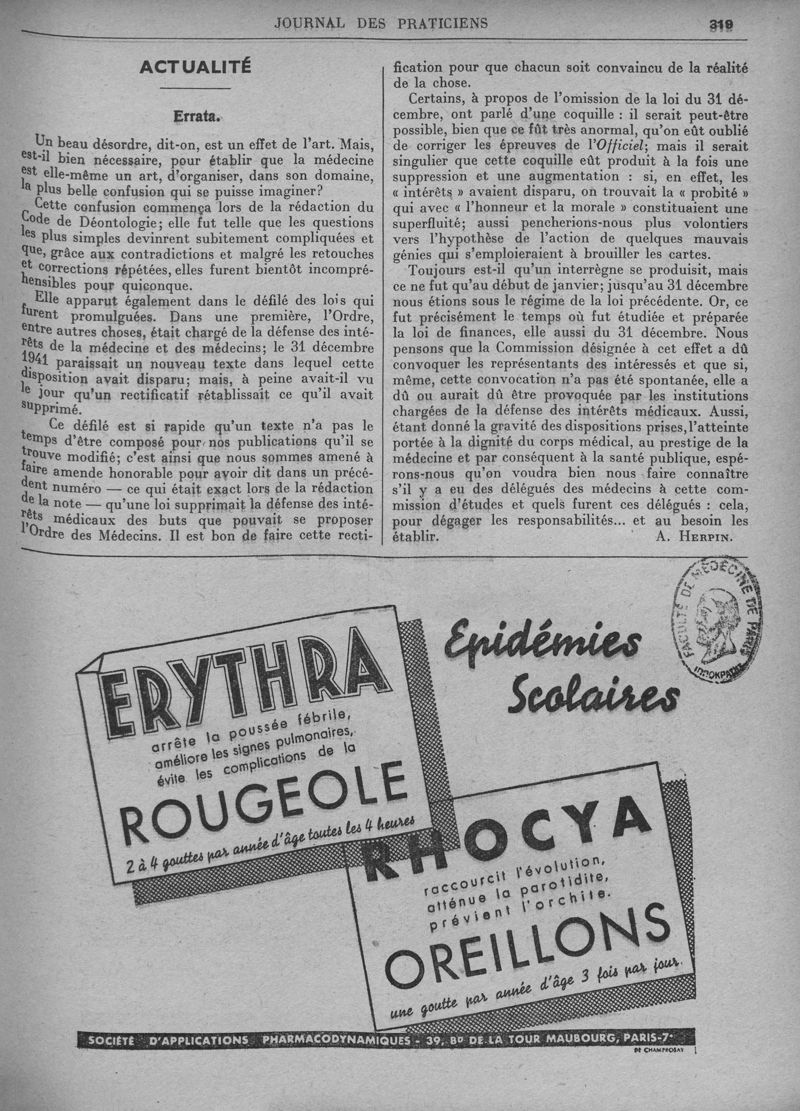 JOURNAL DES PRATICIENS
319
ACTUALITÉ
Errata.
Un beau désordre, dit-on, est un effet de l'art. Mais,
est-il bien nécessaire, pour établir que la médecine
est elle-même un art, d'organiser, dans son domaine,
la plus belle confusion qui se puisse imaginer?
Cette confusion commença lors de la rédaction du
Code de Déontologie; elle fut telle que les questions
les plus simples devinrent subitement compliquées et
que, grâce aux contradictions et malgré les retouches
et corrections répétées, elles furent bientôt incompré-
hensibles pour quiconque.
Elle apparut également dans le défilé des lois qui
furent promulguées. Dans une première, l'Ordre,
entre autres choses, était chargé de la défense des inté-
rêts de la médecine et des médecins; le 31 décembre
1941 paraissait un nouveau texte dans lequel cette
disposition avait disparu; mais, à peine avait-il vu
le jour qu'un rectificatif rétablissait ce qu'il avait
supprimé.
Ce défilé est si rapide qu'un texte n'a pas le
temps d'être composé pour nos publications qu'il se
trouve modifié; c'est ainsi que nous sommes amené à
faire amende honorable pour avoir dit dans un précé-
dent numéro — ce qui était exact lors de la rédaction
de la note — qu'une loi supprimait la défense des inté-
rêts médicaux des buts que pouvait se proposer
l'Ordre des Médecins. Il est bon de faire cette recti-
fication pour que chacun soit convaincu de la réalité
de la chose.
Certains, à propos de l'omission de la loi du 31 dé-
cembre, ont parlé d'une coquille : il serait peut-être
possible, bien que ce fût très anormal, qu'on eût oublié
de corriger les épreuves de l'Officiel; mais il serait
singulier que cette coquille eût produit à la fois une
suppression et une augmentation : si, en effet, les
« intérêts » avaient disparu, on trouvait la « probité »
qui avec « l'honneur et la morale » constituaient une
superfluité; aussi pencherions-nous plus volontiers
vers l'hypothèse de l'action de quelques mauvais
génies qui s'emploieraient à brouiller les cartes.
Toujours est-il qu'un interrègne se produisit, mais
ce ne fut qu'au début de janvier; jusqu'au 31 décembre
nous étions sous le régime de la loi précédente. Or, ce
fut précisément le temps où fut étudiée et préparée
la loi de finances, elle aussi du 31 décembre. Nous
pensons que la Commission désignée à cet effet a dû
convoquer les représentants des intéressés et que si,
même, cette convocation n'a pas été spontanée, elle a
dû ou aurait dû être provoquée par les institutions
chargées de la défense des intérêts médicaux. Aussi,
étant donné la gravité des dispositions prises, l'atteinte
portée à la dignité du corps médical, au prestige de la
médecine et par conséquent à la santé publique, espé-
rons-nous qu'on voudra bien nous faire connaître
s'il y a eu des délégués des médecins à cette com-
mission d'études et quels furent ces délégués : cela,
pour dégager les responsabilités... et au besoin les
établir.
A. HERPIN.
FACULTÉ DE MÉDECINE DE PARIS
Epidémies
Scolaires
ERYTHRA
arrête la poussée fébrile,
améliore les signes pulmonaires,
évite les complications de la
ROUGEOLE
2 à 4 gouttes par année d'âge toutes les 4 heures
RHOCYA
raccourcit l'évolution,
atténue la parotidite,
prévient l'orchite.
OREILLONS
une goutte par année d'âge 3 fois par jour.
SOCIÉTÉ D'APPLICATIONS PHARMACODYNAMIQUES - 39, BD DE LA TOUR MAUBOURG, PARIS-7e
DE CHAMPROSAY